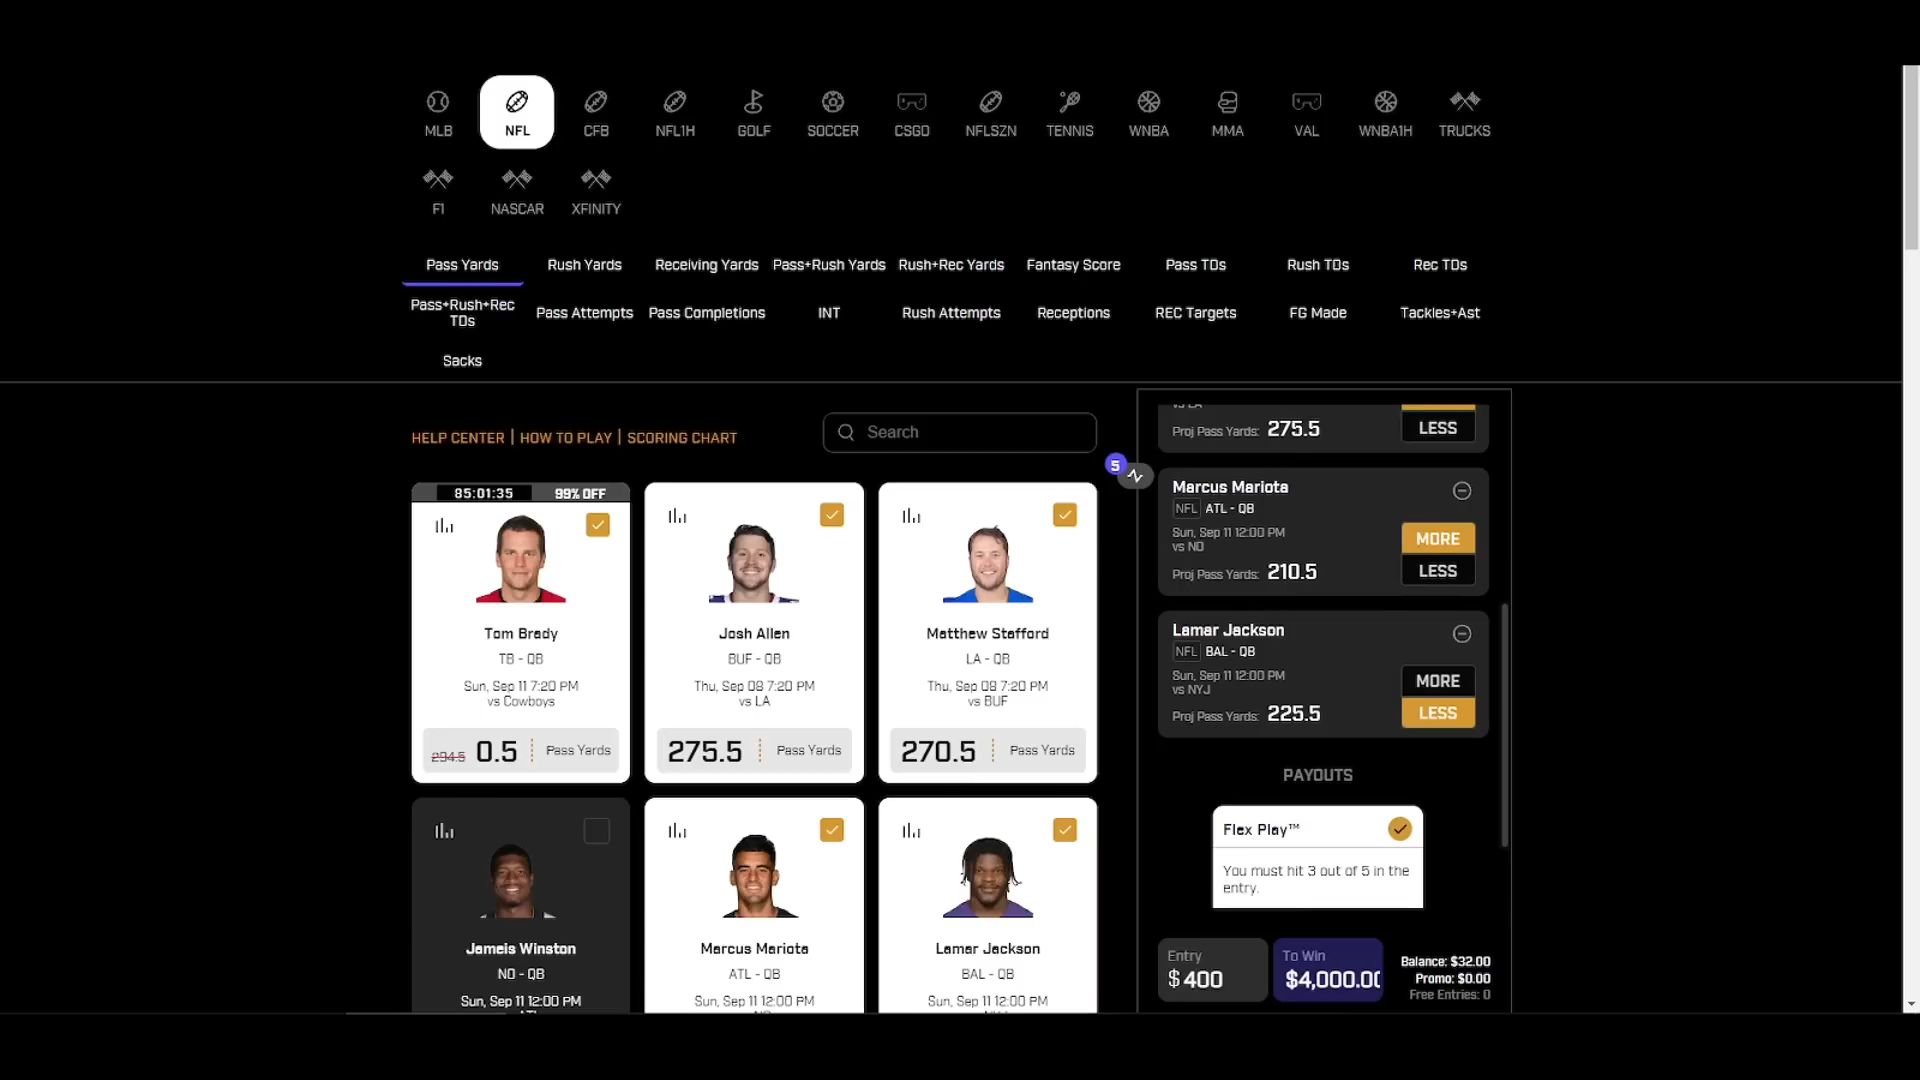 MLB
NFL
CFB
NFL1H
GOLF
SOCCER
CSGO
NFLSZN
TENNIS
WNBA
MMA
VAL
WNBA1H
TRUCKS
F1
NASCAR
XFINITY
Pass Yards
Rush Yards
Receiving Yards
Pass+Rush Yards
Rush+Rec Yards
Fantasy Score
Pass TDs
Rush TDs
Rec TDs
Pass+Rush+Rec
TDs
Pass Attempts
Pass Completions
INT
Rush Attempts
Receptions
REC Targets
FG Made
Tackles+Ast
Sacks
HELP CENTER | HOW TO PLAY | SCORING CHART
Search
85:01:35 99% OFF
Tom Brady
TB - QB
Sun, Sep 11 7:20 PM
vs Cowboys
294.5 0.5 Pass Yards
Josh Allen
BUF - QB
Thu, Sep 08 7:20 PM
vs LA
275.5 Pass Yards
Matthew Stafford
LA - QB
Thu, Sep 08 7:20 PM
vs BUF
270.5 Pass Yards
Jameis Winston
NO - QB
Sun, Sep 11 12:00 PM
Marcus Mariota
ATL - QB
Sun, Sep 11 12:00 PM
Lamar Jackson
BAL - QB
Sun, Sep 11 12:00 PM
5
vs LA
Proj Pass Yards: 275.5
LESS
Marcus Mariota
NFL ATL - QB
Sun, Sep 11 12:00 PM
vs NO
Proj Pass Yards: 210.5
MORE
LESS
Lamar Jackson
NFL BAL - QB
Sun, Sep 11 12:00 PM
vs NYJ
Proj Pass Yards: 225.5
MORE
LESS
PAYOUTS
Flex Play™
You must hit 3 out of 5 in the
entry.
Entry
$400
To Win
$4,000.00
Balance: $32.00
Promo: $0.00
Free Entries: 0